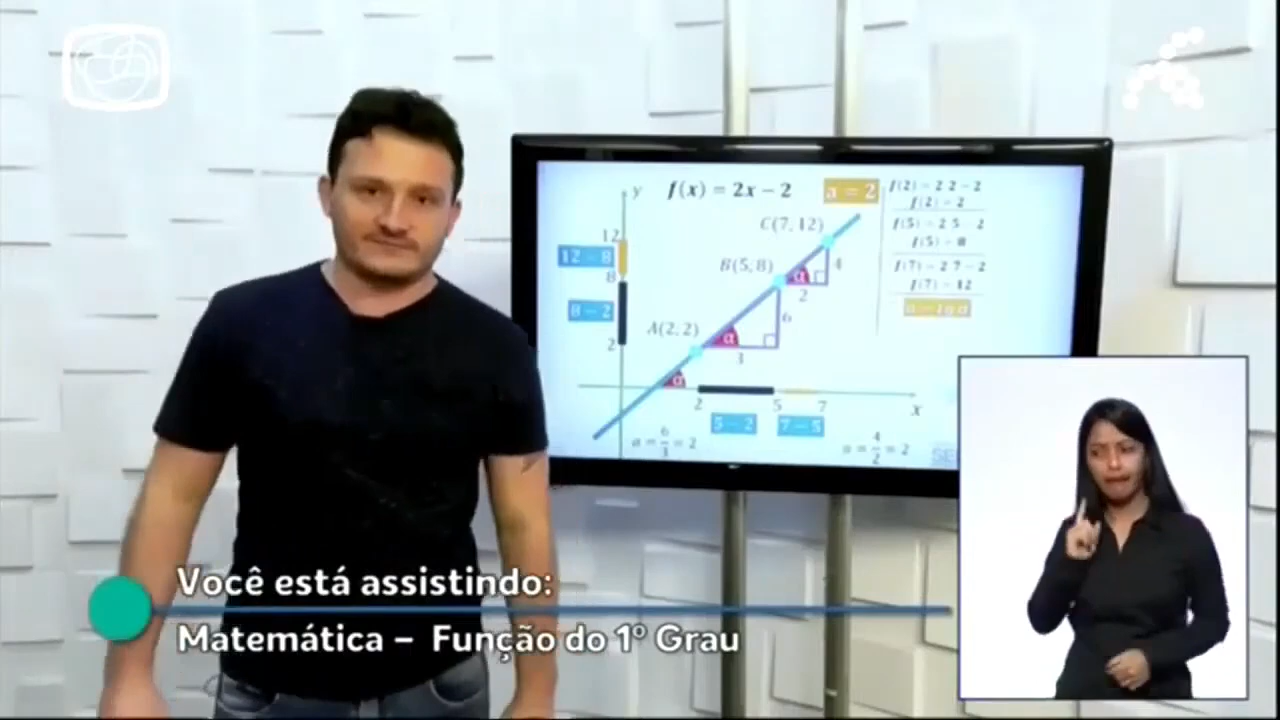 y
f(x) = 2x − 2
a = 2
f(2) = 2 2 − 2
f(2) = 2
f(5) = 2 5 − 2
f(5) = 8
f(7) = 2 7 − 2
f(7) = 12
C(7, 12)
12
12 − 8
8
B(5; 8)
α
4
2
8 − 2
6
A(2, 2)
2
α
3
α
2
5
7
x
5 − 2
7 − 5
a = 6/3 = 2
a = 4/2 = 2
Você está assistindo:
Matemática – Função do 1º Grau